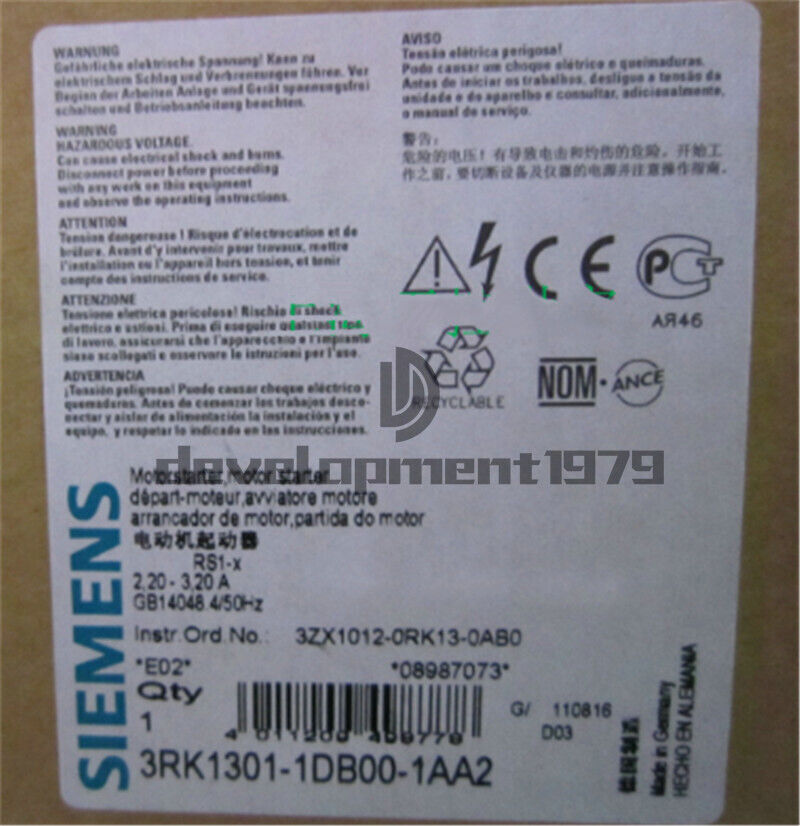 WARNUNG
Gefährliche elektrische Spannung! Kann zu
elektrischem Schlag und Verbrennungen führen. Vor
Beginn der Arbeiten Anlage und Gerät spannungsfrei
schalten und Betriebsanleitung beachten.
WARNING
HAZARDOUS VOLTAGE.
Can cause electrical shock and burns.
Disconnect power before proceeding
with any work on this equipment
and observe the operating instructions.
ATTENTION
Tension dangereuse ! Risque d'électrocution et de
brûlure. Avant d'y intervenir pour travaux, mettre
l'installation ou l'appareil hors tension, et tenir
compte des instructions de service.
ATTENZIONE
Tensione elettrica pericolosa! Rischio di shock
elettrico e ustioni. Prima di eseguire qualsiasi tipo
di lavoro, assicurarsi che l'apparecchio e l'impianto
siano scollegati e osservare le istruzioni per l'uso.
ADVERTENCIA
¡Tensión peligrosa! Puede causar choque eléctrico y
quemaduras. Antes de comenzar los trabajos desco-
nectar y aislar de alimentación la instalación y el
equipo, y respetar lo indicado en las instrucciones.
AVISO
Tensão elétrica perigosa!
Pode causar um choque elétrico e queimaduras.
Antes de iniciar os trabalhos, desligue a tensão da
unidade e do aparelho e consultar, adicionalmente,
o manual de serviço.
警告:
危险的电压! 有导致电击和灼伤的危险。开始工
作之前,要切断设备及仪器的电源并注意操作指南。
CE
PCT
АЯ46
RECYCLABLE
NOM·ANCE
development1979
SIEMENS
Motorstarter,motor starter
départ-moteur,avviatore motore
arrancador de motor,partida do motor
电动机起动器
RS1-x
2,20 - 3,20 A
GB14048.4/50Hz
Instr.Ord.No.: 3ZX1012-0RK13-0AB0
*E02* *08987073*
Qty
1
G/ 110816
D03
3RK1301-1DB00-1AA2
德国制造
Made in Germany
HECHO EN ALEMANIA